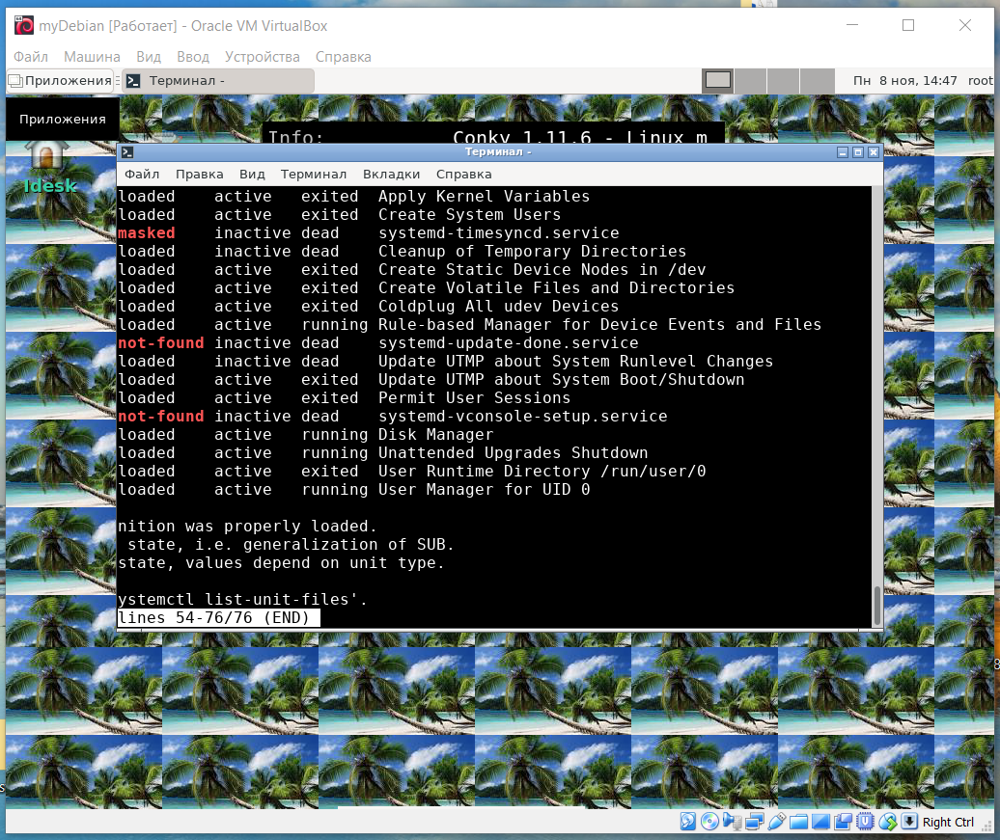 myDebian [Работает] - Oracle VM VirtualBox
Файл Машина Вид Ввод Устройства Справка
Приложения Терминал - Пн 8 ноя, 14:47 root
Приложения
Info: Conky 1.11.6 - Linux m
Idesk
Терминал -
Файл Правка Вид Терминал Вкладки Справка
loaded active exited Apply Kernel Variables
loaded active exited Create System Users
masked inactive dead systemd-timesyncd.service
loaded inactive dead Cleanup of Temporary Directories
loaded active exited Create Static Device Nodes in /dev
loaded active exited Create Volatile Files and Directories
loaded active exited Coldplug All udev Devices
loaded active running Rule-based Manager for Device Events and Files
not-found inactive dead systemd-update-done.service
loaded inactive dead Update UTMP about System Runlevel Changes
loaded active exited Update UTMP about System Boot/Shutdown
loaded active exited Permit User Sessions
not-found inactive dead systemd-vconsole-setup.service
loaded active running Disk Manager
loaded active running Unattended Upgrades Shutdown
loaded active exited User Runtime Directory /run/user/0
loaded active running User Manager for UID 0
nition was properly loaded.
state, i.e. generalization of SUB.
state, values depend on unit type.
ystemctl list-unit-files'.
lines 54-76/76 (END)
Right Ctrl